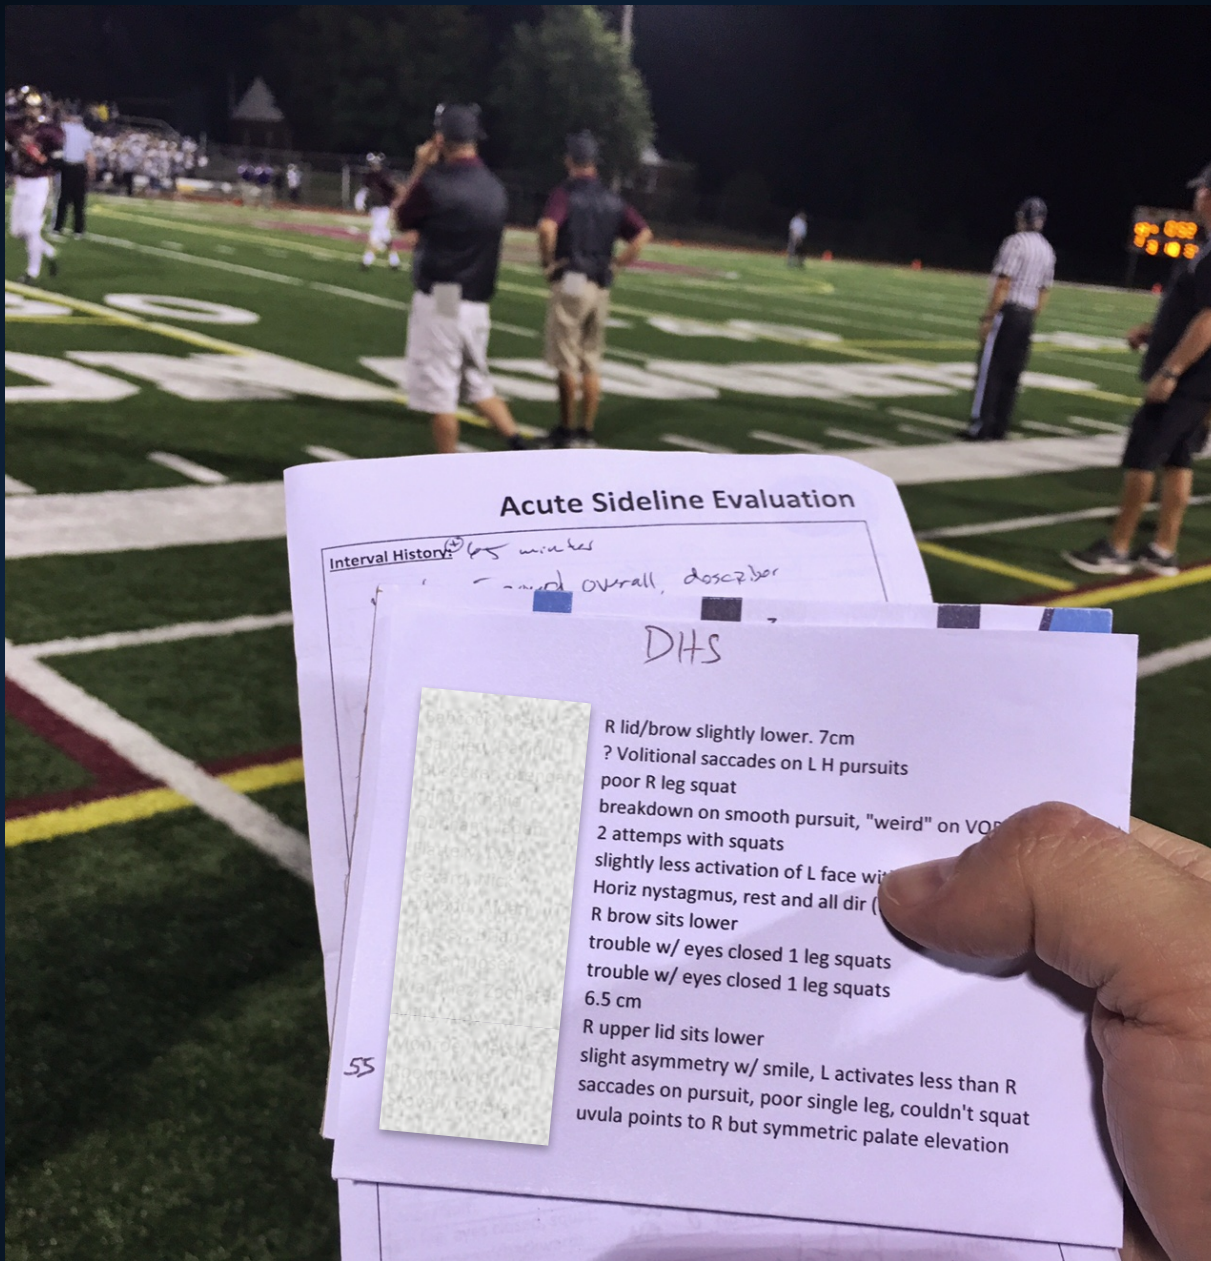 Acute Sideline Evaluation
Interval History: 65 minutes
overall,
DHS
R lid/brow slightly lower. 7cm
? Volitional saccades on L H pursuits
poor R leg squat
breakdown on smooth pursuit, "weird" on VOR
2 attemps with squats
slightly less activation of L face
Horiz nystagmus, rest and all dir (
R brow sits lower
trouble w/ eyes closed 1 leg squats
trouble w/ eyes closed 1 leg squats
6.5 cm
R upper lid sits lower
slight asymmetry w/ smile, L activates less than R
saccades on pursuit, poor single leg, couldn't squat
uvula points to R but symmetric palate elevation
55